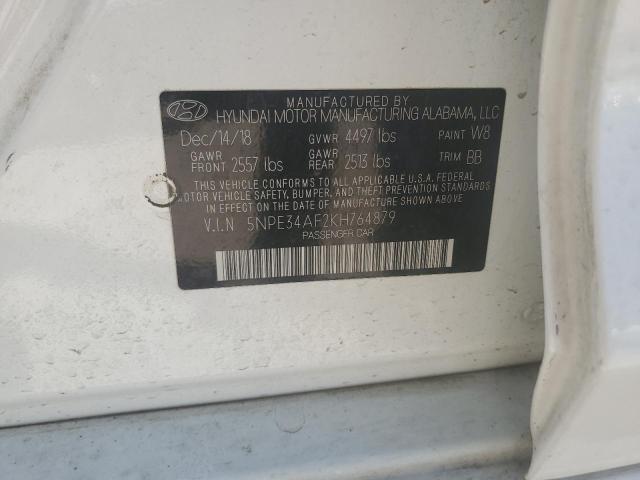 MANUFACTURED BY
HYUNDAI MOTOR MANUFACTURING ALABAMA, LLC
Dec/14/18 GVWR 4497 lbs PAINT W8
GAWR FRONT 2557 lbs GAWR REAR 2513 lbs TRIM BB
THIS VEHICLE CONFORMS TO ALL APPLICABLE U.S.A. FEDERAL
MOTOR VEHICLE SAFETY, BUMPER, AND THEFT PREVENTION
STANDARDS IN EFFECT ON THE DATE OF MANUFACTURE SHOWN
ABOVE.
V.I.N 5NPE34AF2KH764879
PASSENGER CAR